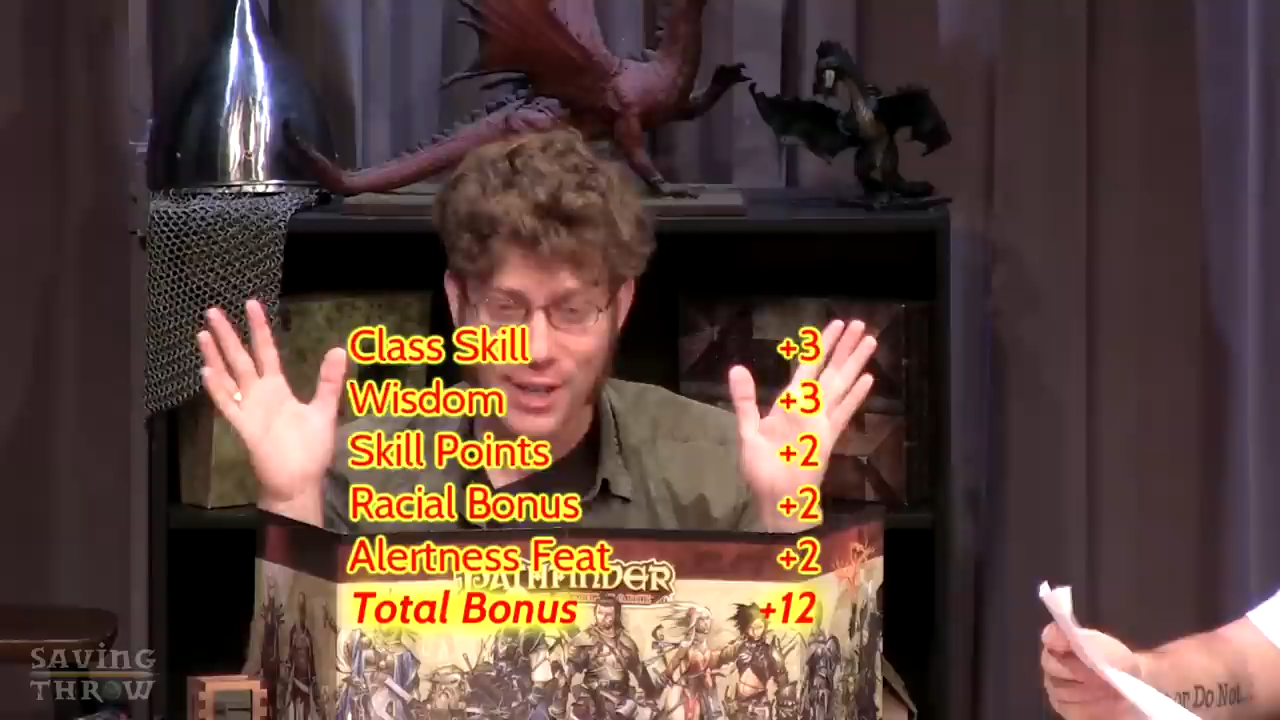 Class Skill +3
Wisdom +3
Skill Points +2
Racial Bonus +2
Alertness Feat +2
PATHFINDER
Total Bonus +12
SAVING
THROW
or Do Not